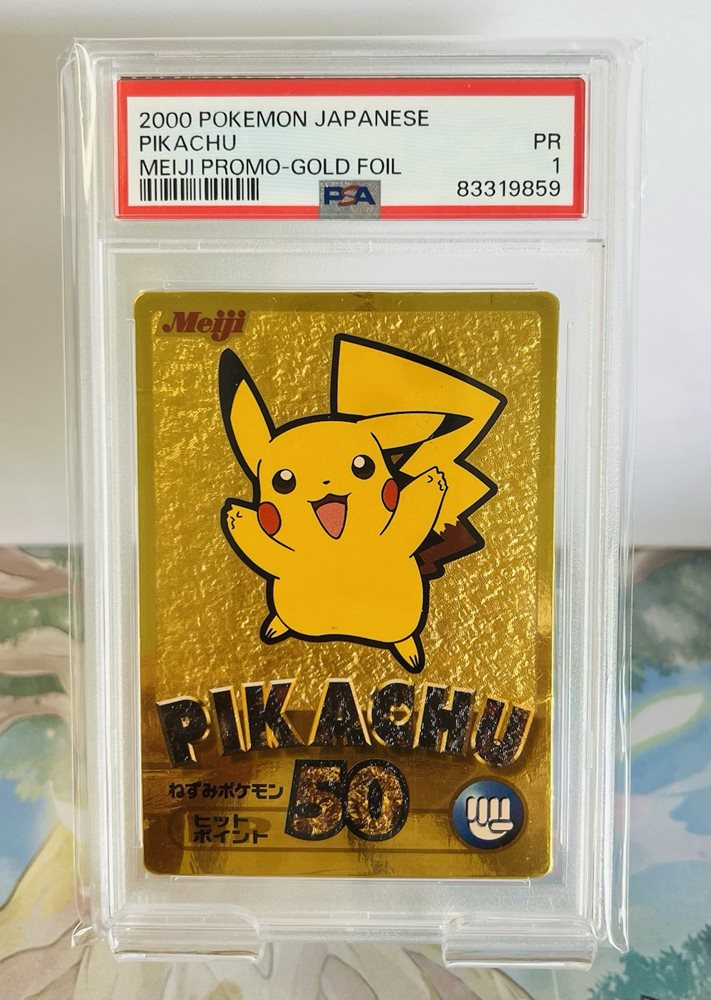 2000 POKEMON JAPANESE
PIKACHU PR
MEIJI PROMO-GOLD FOIL 1
PSA 83319859
Meiji
PIKACHU
ねずみポケモン
ヒット
ポイント
50